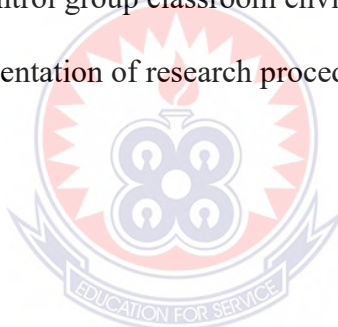 ntrol group classroom envi
entation of research proced
EDUCATION FOR SERVICE